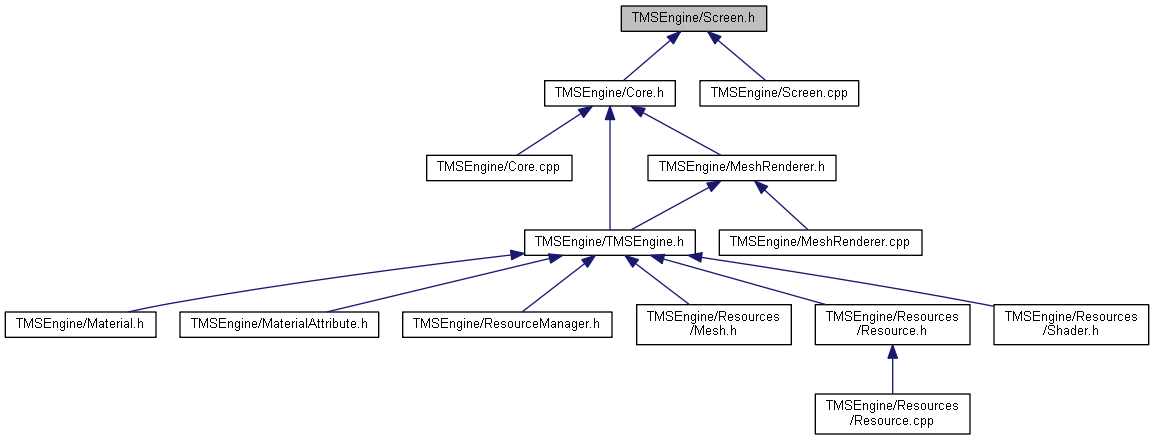 TMSEngine/Screen.h
TMSEngine/Core.h
TMSEngine/Screen.cpp
TMSEngine/Core.cpp
TMSEngine/MeshRenderer.h
TMSEngine/TMSEngine.h
TMSEngine/MeshRenderer.cpp
TMSEngine/Material.h
TMSEngine/MaterialAttribute.h
TMSEngine/ResourceManager.h
TMSEngine/Resources
/Mesh.h
TMSEngine/Resources
/Resource.h
TMSEngine/Resources
/Shader.h
TMSEngine/Resources
/Resource.cpp